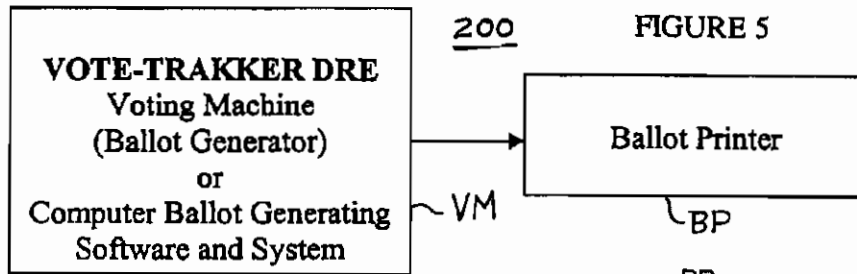 200 FIGURE 5
VOTE-TRAKKER DRE
Voting Machine
(Ballot Generator)
or
Computer Ballot Generating
Software and System
VM
Ballot Printer
BP